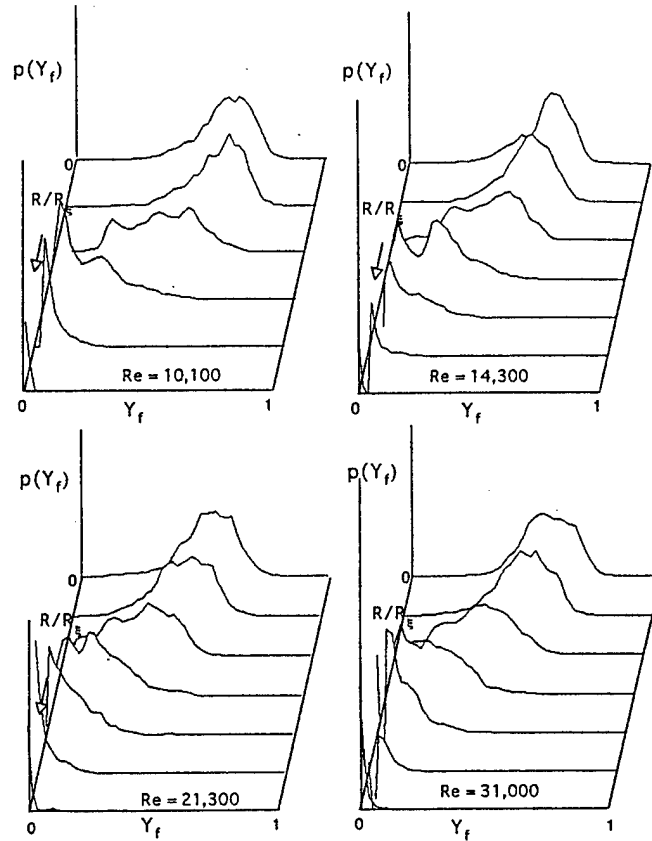 p(Y_f)
0
R/R_ξ
Re = 10,100
0
Y_f
1
p(Y_f)
0
R/R_ξ
Re = 14,300
0
Y_f
1
p(Y_f)
0
R/R_ξ
Re = 21,300
0
Y_f
1
p(Y_f)
0
R/R_ξ
Re = 31,000
0
Y_f
1